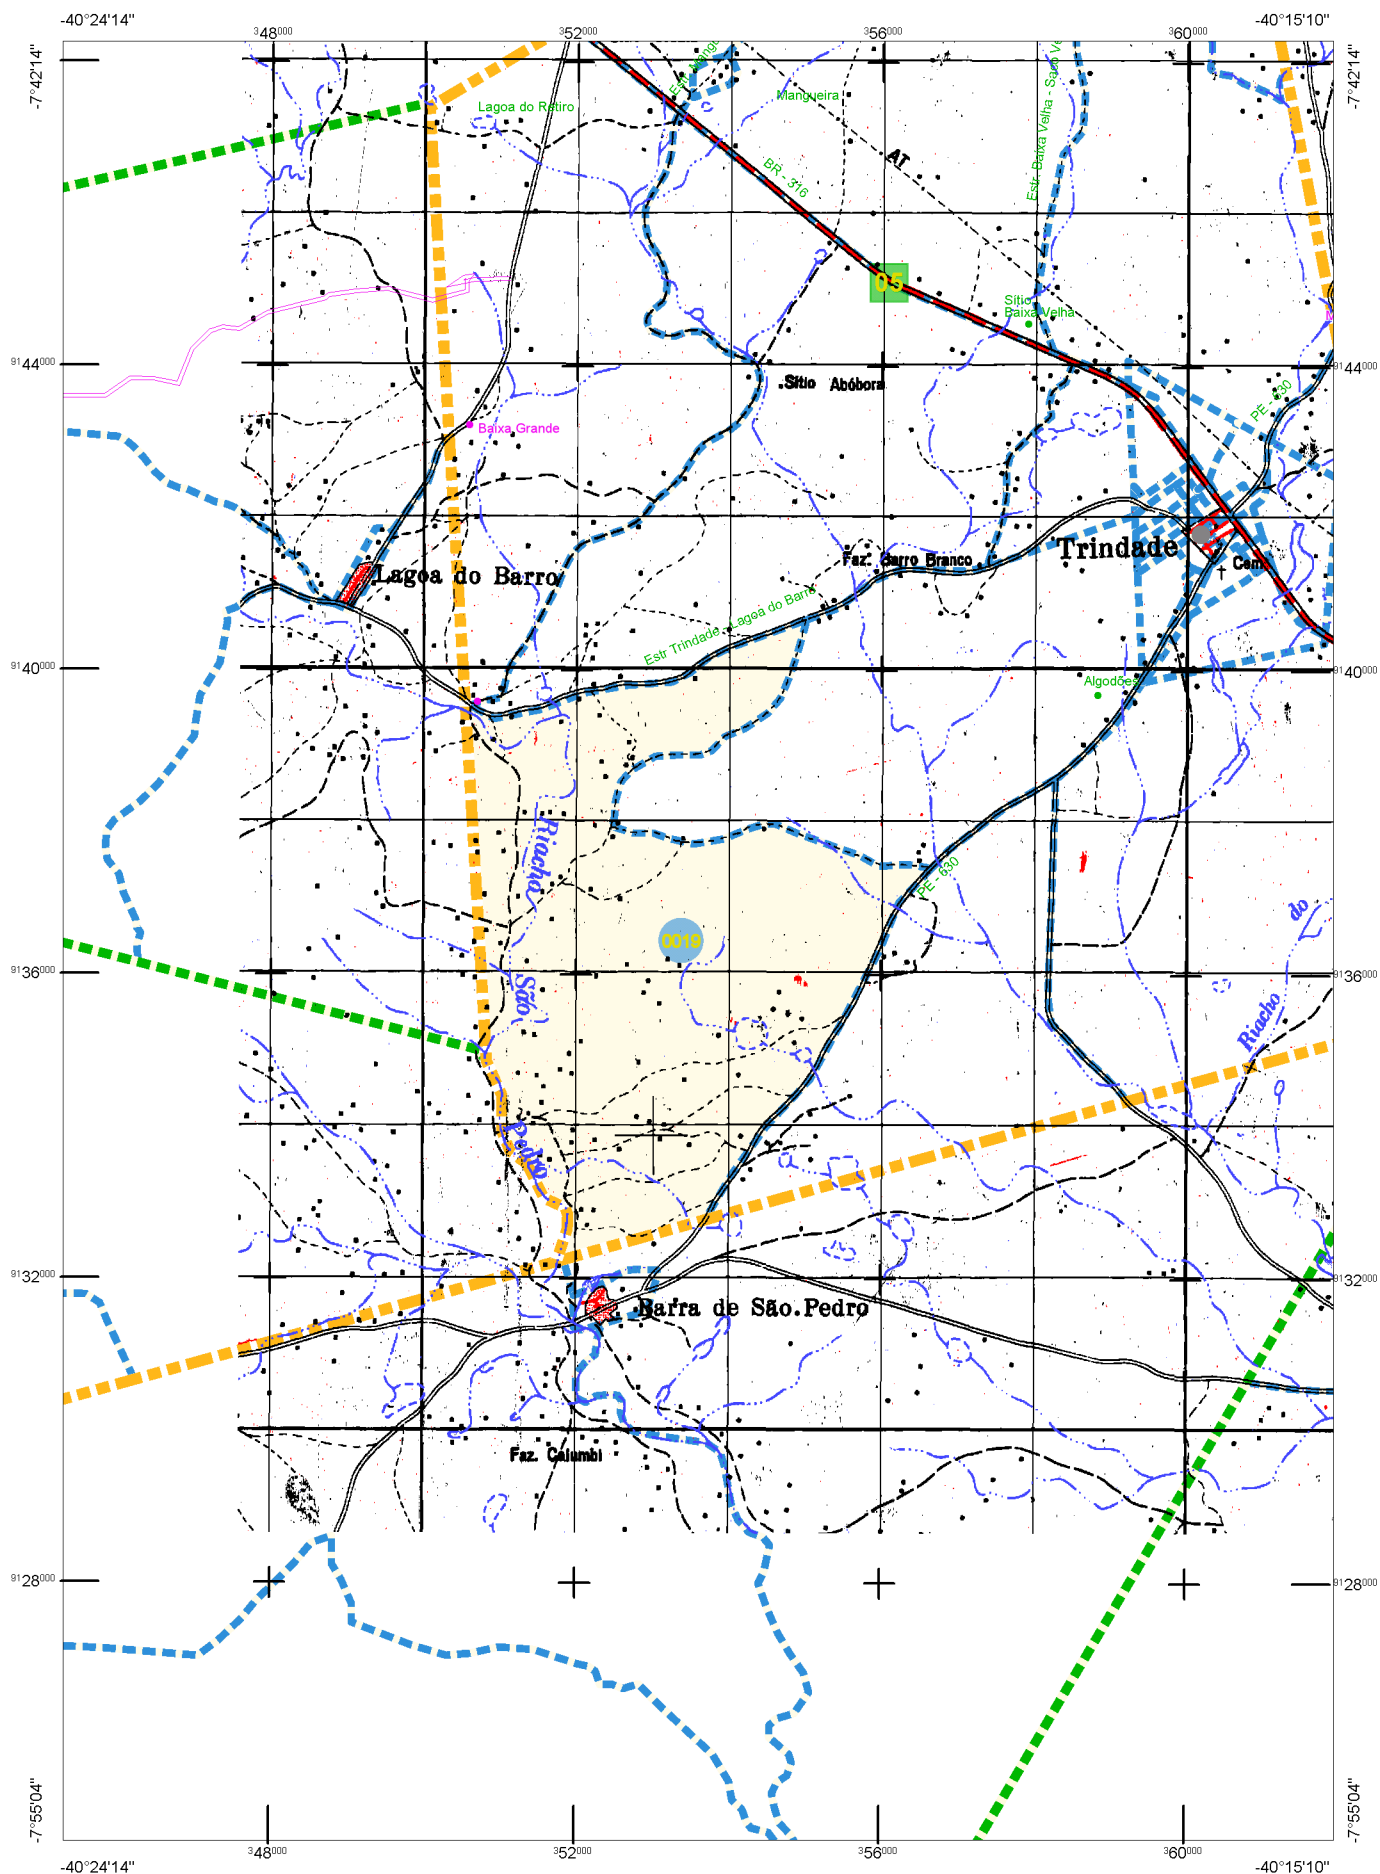 -40°24'14"
-40°15'10"
348000
352000
356000
360000
-7°42'14"
-7°42'14"
Lagoa do Retiro
Mangueira
Estr Baixa Velha
AT
BR - 316
05
Sítio
Baixa Velha
9144000
9144000
Sítio Abóbora
PE - 630
Baixa Grande
Trindade
Faz. Barro Branco
Cem
Lagoa do Barro
Estr Trindade - Lagoa do Barro
9140000
9140000
Algodões
Riacho
PE - 630
do
0019
9136000
9136000
São
Riacho
Pedro
9132000
9132000
Barra de São.Pedro
Faz. Calumbi
9128000
9128000
-7°55'04"
-7°55'04"
348000
352000
356000
360000
-40°24'14"
-40°15'10"